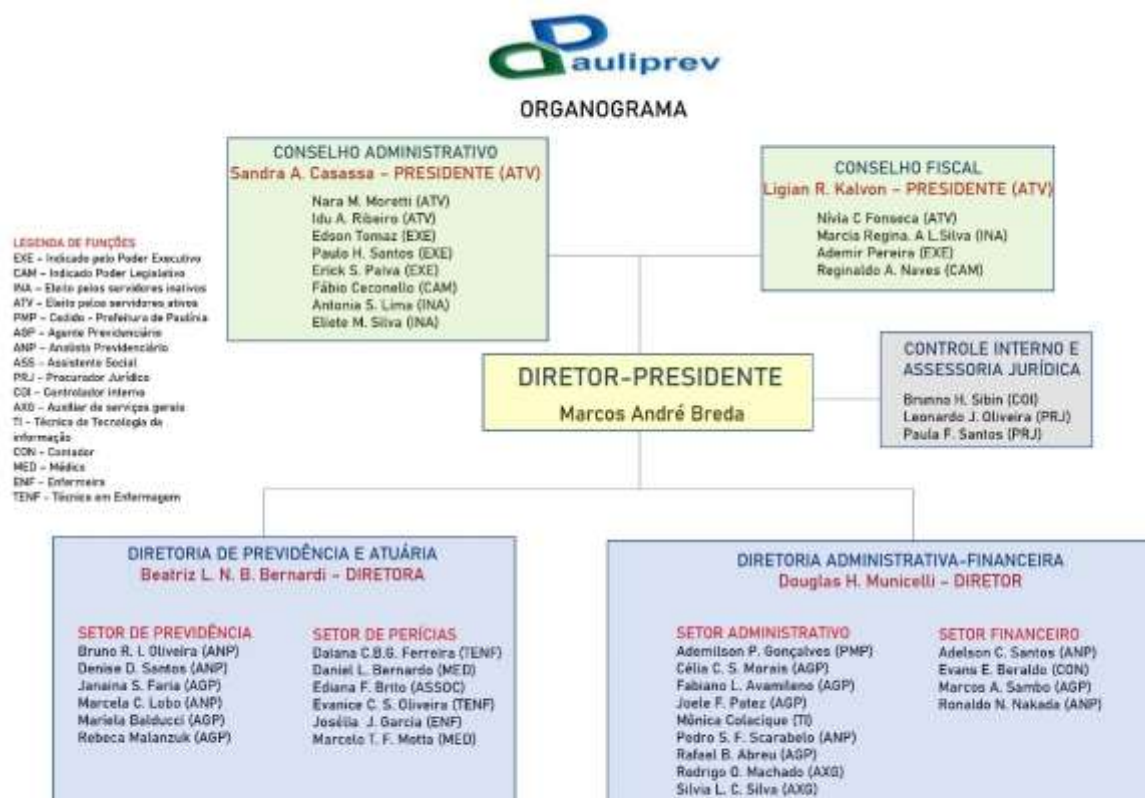 Pauliprev
ORGANOGRAMA
CONSELHO ADMINISTRATIVO
Sandra A. Casassa – PRESIDENTE (ATV)
Nara M. Moretti (ATV)
Idu A. Ribeiro (ATV)
Edson Tomaz (EXE)
Paulo H. Santos (EXE)
Erick S. Paiva (EXE)
Fábio Ceconello (CAM)
Antonia S. Lima (INA)
Eliete M. Silva (INA)
CONSELHO FISCAL
Ligian R. Kalvon – PRESIDENTE (ATV)
Nívia C Fonseca (ATV)
Marcia Regina. A L.Silva (INA)
Ademir Pereira (EXE)
Reginaldo A. Naves (CAM)
LEGENDA DE FUNÇÕES
EXE – Indicado pelo Poder Executivo
CAM – Indicado Poder Legislativo
INA – Eleito pelos servidores inativos
ATV – Eleito pelos servidores ativos
PMP – Cedido - Prefeitura de Paulínia
AGP – Agente Previdenciário
ANP – Analista Previdenciário
ASS – Assistente Social
PRJ – Procurador Jurídico
COI – Controlador interno
AXG – Auxiliar de serviços gerais
TI – Técnico de Tecnologia da
informação
CON – Contador
MED – Médico
ENF – Enfermeira
TENF – Técnico em Enfermagem
DIRETOR-PRESIDENTE
Marcos André Breda
CONTROLE INTERNO E
ASSESSORIA JURÍDICA
Brunno H. Sibin (COI)
Leonardo J. Oliveira (PRJ)
Paula F. Santos (PRJ)
DIRETORIA DE PREVIDÊNCIA E ATUÁRIA
Beatriz L. N. B. Bernardi – DIRETORA
SETOR DE PREVIDÊNCIA
Bruno R. I. Oliveira (ANP)
Denise D. Santos (ANP)
Janaina S. Faria (AGP)
Marcela C. Lobo (ANP)
Mariela Balducci (AGP)
Rebeca Malanzuk (AGP)
SETOR DE PERÍCIAS
Daiana C.B.G. Ferreira (TENF)
Daniel L. Bernardo (MED)
Ediana F. Brito (ASSOC)
Evanice C. S. Oliveira (TENF)
Josélia J. Garcia (ENF)
Marcelo T. F. Motta (MED)
DIRETORIA ADMINISTRATIVA-FINANCEIRA
Douglas H. Municelli – DIRETOR
SETOR ADMINISTRATIVO
Ademilson P. Gonçalves (PMP)
Célia C. S. Morais (AGP)
Fabiano L. Avamileno (AGP)
Joele F. Patez (AGP)
Mônica Colacique (TI)
Pedro S. F. Scarabelo (ANP)
Rafael B. Abreu (AGP)
Rodrigo O. Machado (AXG)
Silvia L. C. Silva (AXG)
SETOR FINANCEIRO
Adelson C. Santos (ANP)
Evans E. Beraldo (CON)
Marcos A. Sambo (AGP)
Ronaldo N. Nakada (ANP)